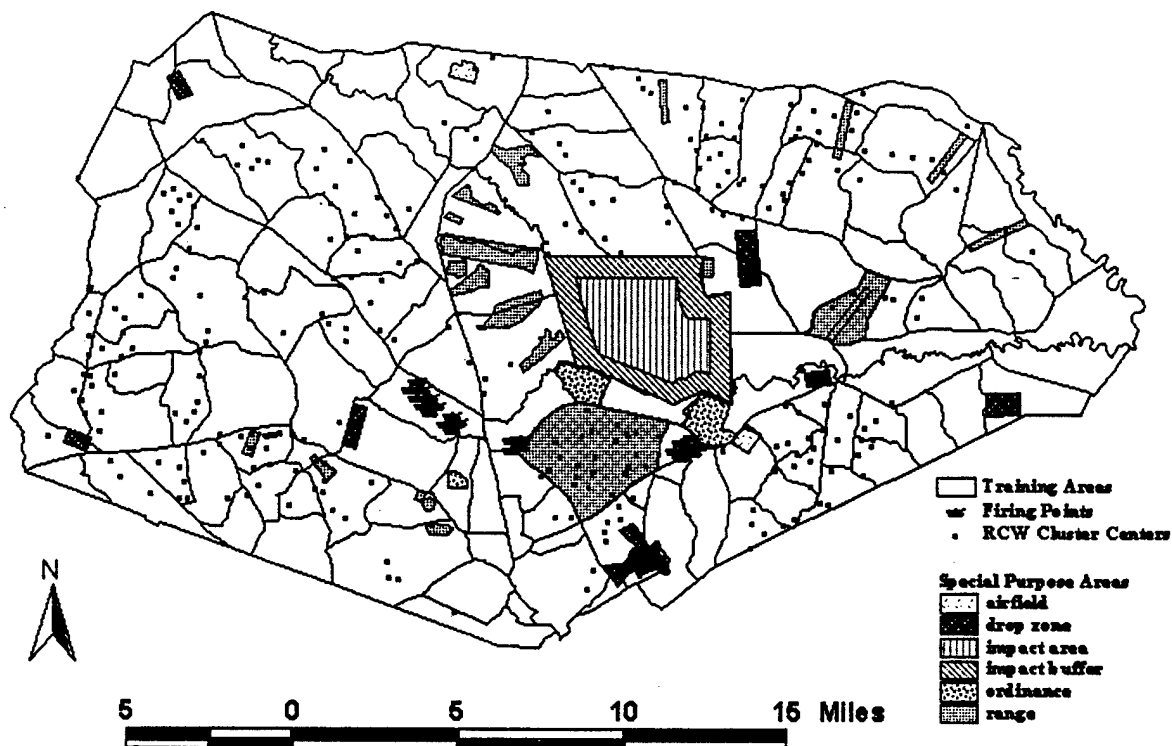 Training Areas
Firing Points
RCW Cluster Centers
Special Purpose Areas
airfield
drop zone
impact area
impact buffer
ordinance
range
N
5 0 5 10 15 Miles